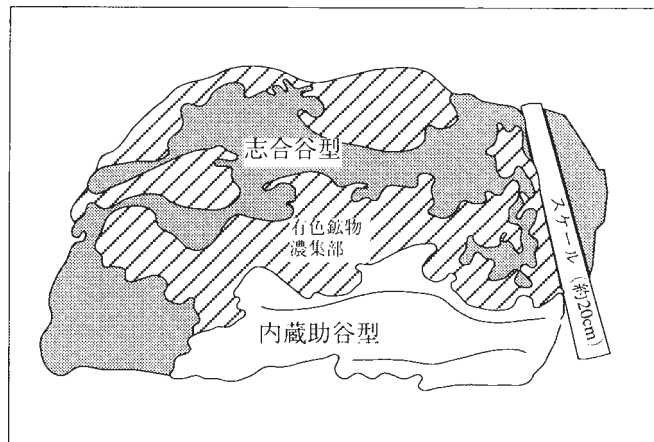 志合谷型
有色鉱物
濃集部
内蔵助谷型
スケール(約20cm)